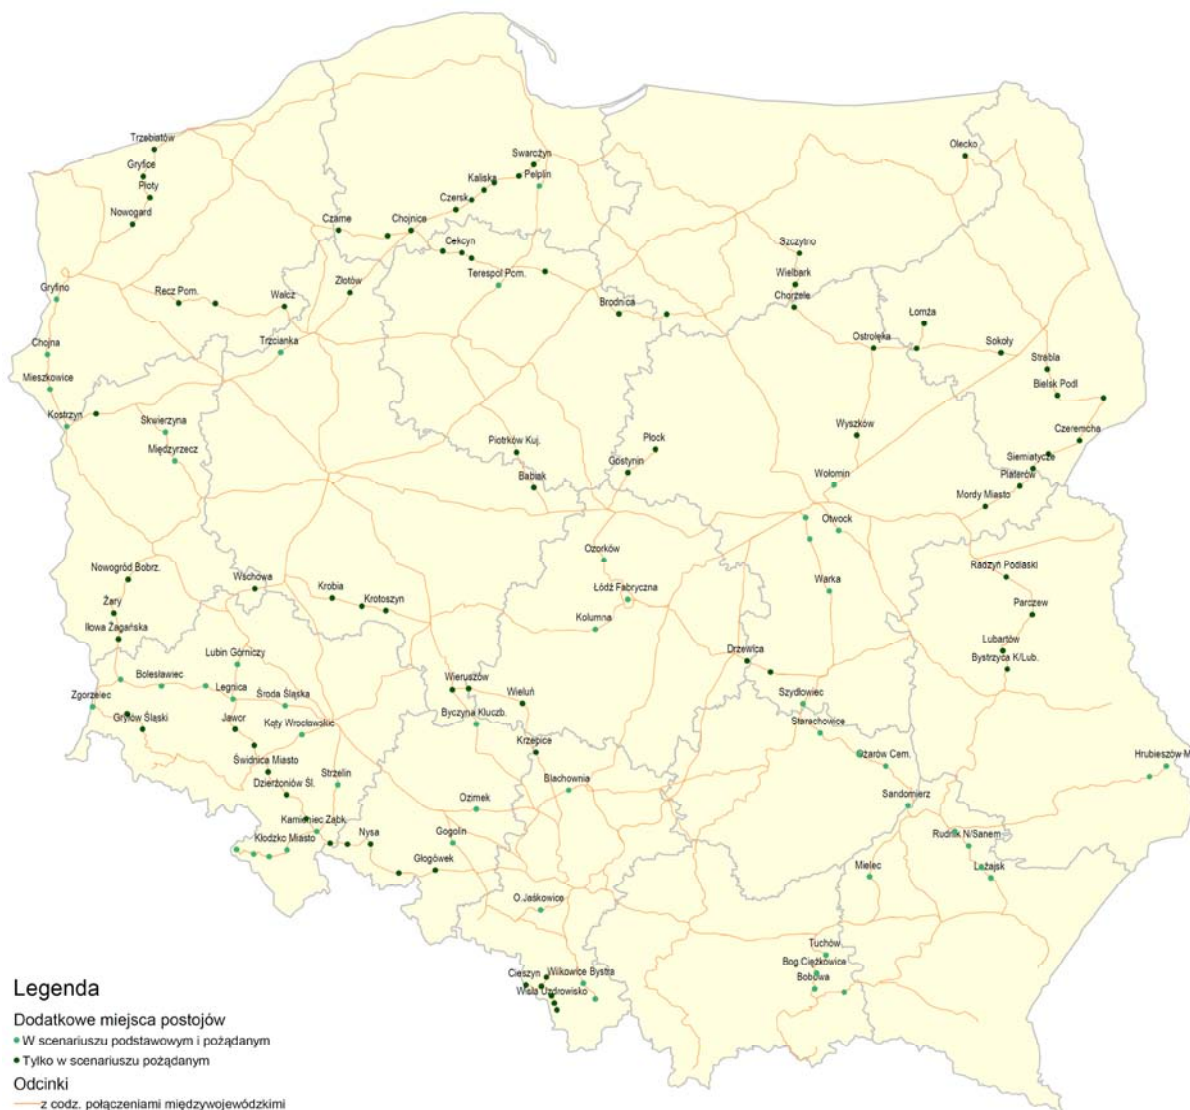 Trzebiatów
Gryfice
Płoty
Nowogard
Swarożyn
Kaliska
Pelplin
Czersk
Czarne
Chojnice
Cekcyn
Terespol Pom.
Olecko
Szczytno
Wielbark
Chorzele
Gryfino
Recz Pom.
Wałcz
Złotów
Brodnica
Łomża
Ostrołęka
Sokoły
Strabla
Bielsk Podl
Chojna
Trzcianka
Mieszkowice
Kostrzyn
Skwierzyna
Międzyrzecz
Piotrków Kuj.
Babiak
Płock
Gostynin
Wyszków
Czeremcha
Siemiatycze
Platerów
Mordy Miasto
Wołomin
Otwock
Ozorków
Łódź Fabryczna
Kolumna
Warka
Radzyń Podlaski
Parczew
Lubartów
Bystrzyca K/Lub.
Nowogród Bobrz.
Żary
Iłowa Żagańska
Wschowa
Krobia
Krotoszyn
Drzewica
Szydłowiec
Starachowice
Ożarów Cem.
Sandomierz
Hrubieszów M
Lubin Górniczy
Bolesławiec
Legnica
Środa Śląska
Zgorzelec
Gryfów Śląski
Jawor
Kąty Wrocławskie
Świdnica Miasto
Dzierżoniów Śl.
Strzelin
Wieruszów
Wieluń
Byczyna Kluczb.
Krzepice
Blachownia
Ozimek
Kamieniec Ząbk.
Kłodzko Miasto
Nysa
Gogolin
Głogówek
Rudnik N/Sanem
Leżajsk
Mielec
O.Jaśkowice
Tuchów
Bog.Ciężkowice
Bobowa
Cieszyn
Wilkowice Bystra
Wisła Uzdrowisko
Legenda
Dodatkowe miejsca postojów
W scenariuszu podstawowym i pożądanym
Tylko w scenariuszu pożądanym
Odcinki
z codz. połączeniami międzywojewódzkimi